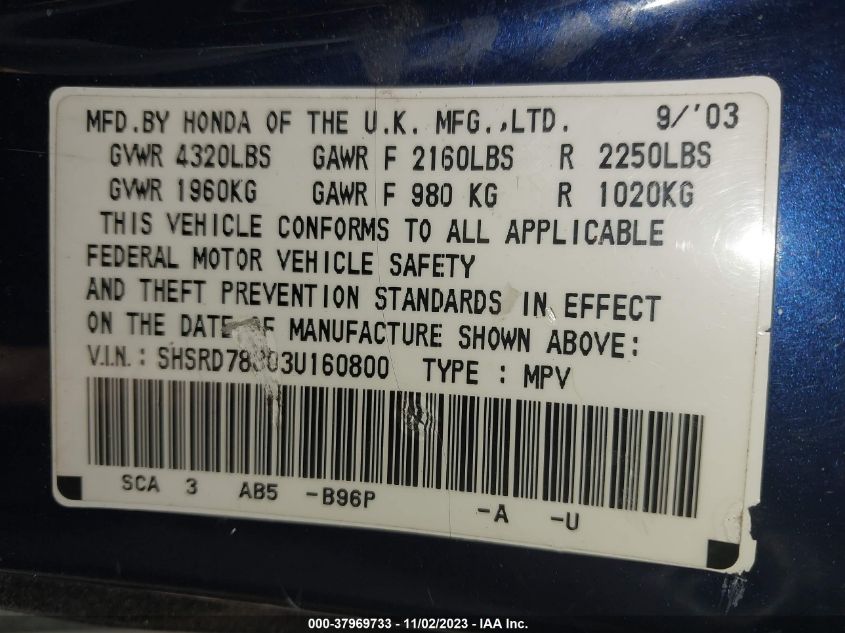 MFD.BY HONDA OF THE U.K. MFG.,LTD. 9/'03
GVWR 4320LBS GAWR F 2160LBS R 2250LBS
GVWR 1960KG GAWR F 980 KG R 1020KG
THIS VEHICLE CONFORMS TO ALL APPLICABLE
FEDERAL MOTOR VEHICLE SAFETY
AND THEFT PREVENTION STANDARDS IN EFFECT
ON THE DATE OF MANUFACTURE SHOWN ABOVE:
V.I.N. : SHSRD78803U160800 TYPE : MPV
SCA 3 AB5 -B96P -A -U
000-37969733 - 11/02/2023 - IAA Inc.